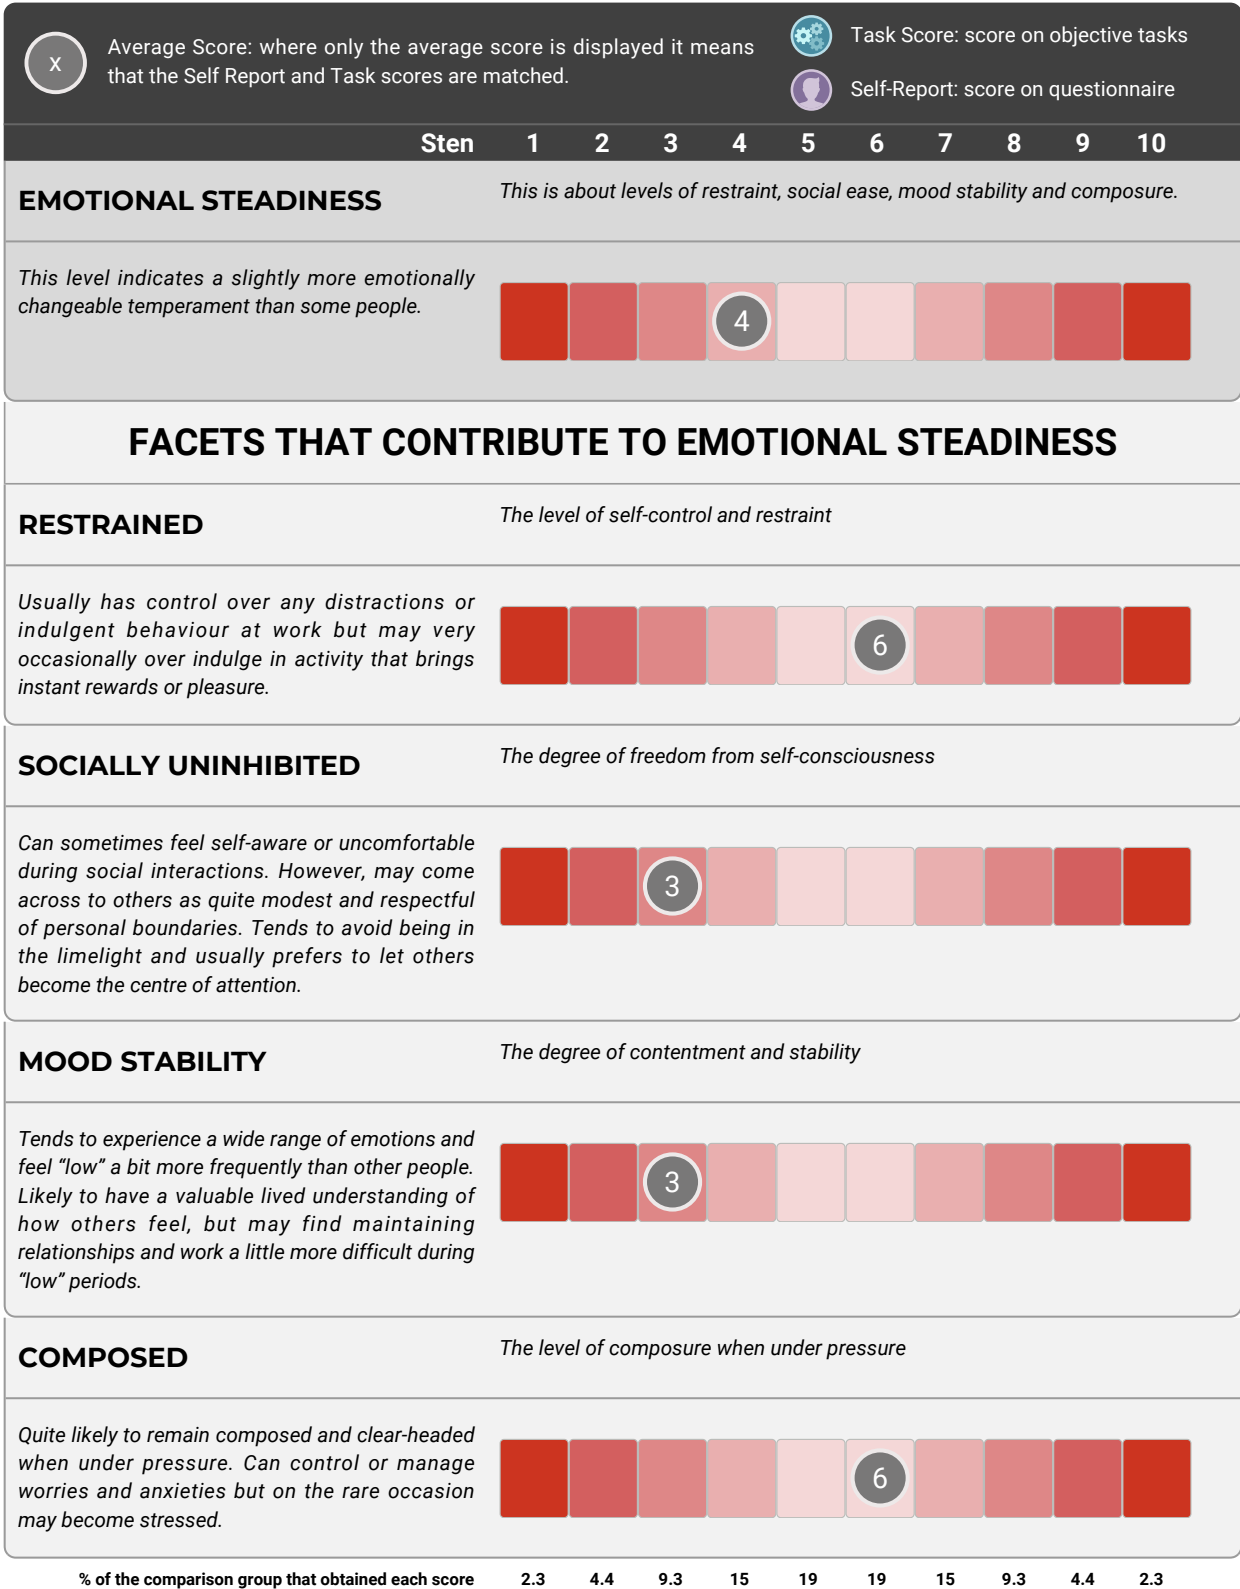 x
Average Score: where only the average score is displayed it means
that the Self Report and Task scores are matched.
Task Score: score on objective tasks
Self-Report: score on questionnaire
Sten 1 2 3 4 5 6 7 8 9 10
EMOTIONAL STEADINESS
This is about levels of restraint, social ease, mood stability and composure.
This level indicates a slightly more emotionally
changeable temperament than some people.
4
FACETS THAT CONTRIBUTE TO EMOTIONAL STEADINESS
RESTRAINED
The level of self-control and restraint
Usually has control over any distractions or
indulgent behaviour at work but may very
occasionally over indulge in activity that brings
instant rewards or pleasure.
6
SOCIALLY UNINHIBITED
The degree of freedom from self-consciousness
Can sometimes feel self-aware or uncomfortable
during social interactions. However, may come
across to others as quite modest and respectful
of personal boundaries. Tends to avoid being in
the limelight and usually prefers to let others
become the centre of attention.
3
MOOD STABILITY
The degree of contentment and stability
Tends to experience a wide range of emotions and
feel “low” a bit more frequently than other people.
Likely to have a valuable lived understanding of
how others feel, but may find maintaining
relationships and work a little more difficult during
“low” periods.
3
COMPOSED
The level of composure when under pressure
Quite likely to remain composed and clear-headed
when under pressure. Can control or manage
worries and anxieties but on the rare occasion
may become stressed.
6
% of the comparison group that obtained each score 2.3 4.4 9.3 15 19 19 15 9.3 4.4 2.3